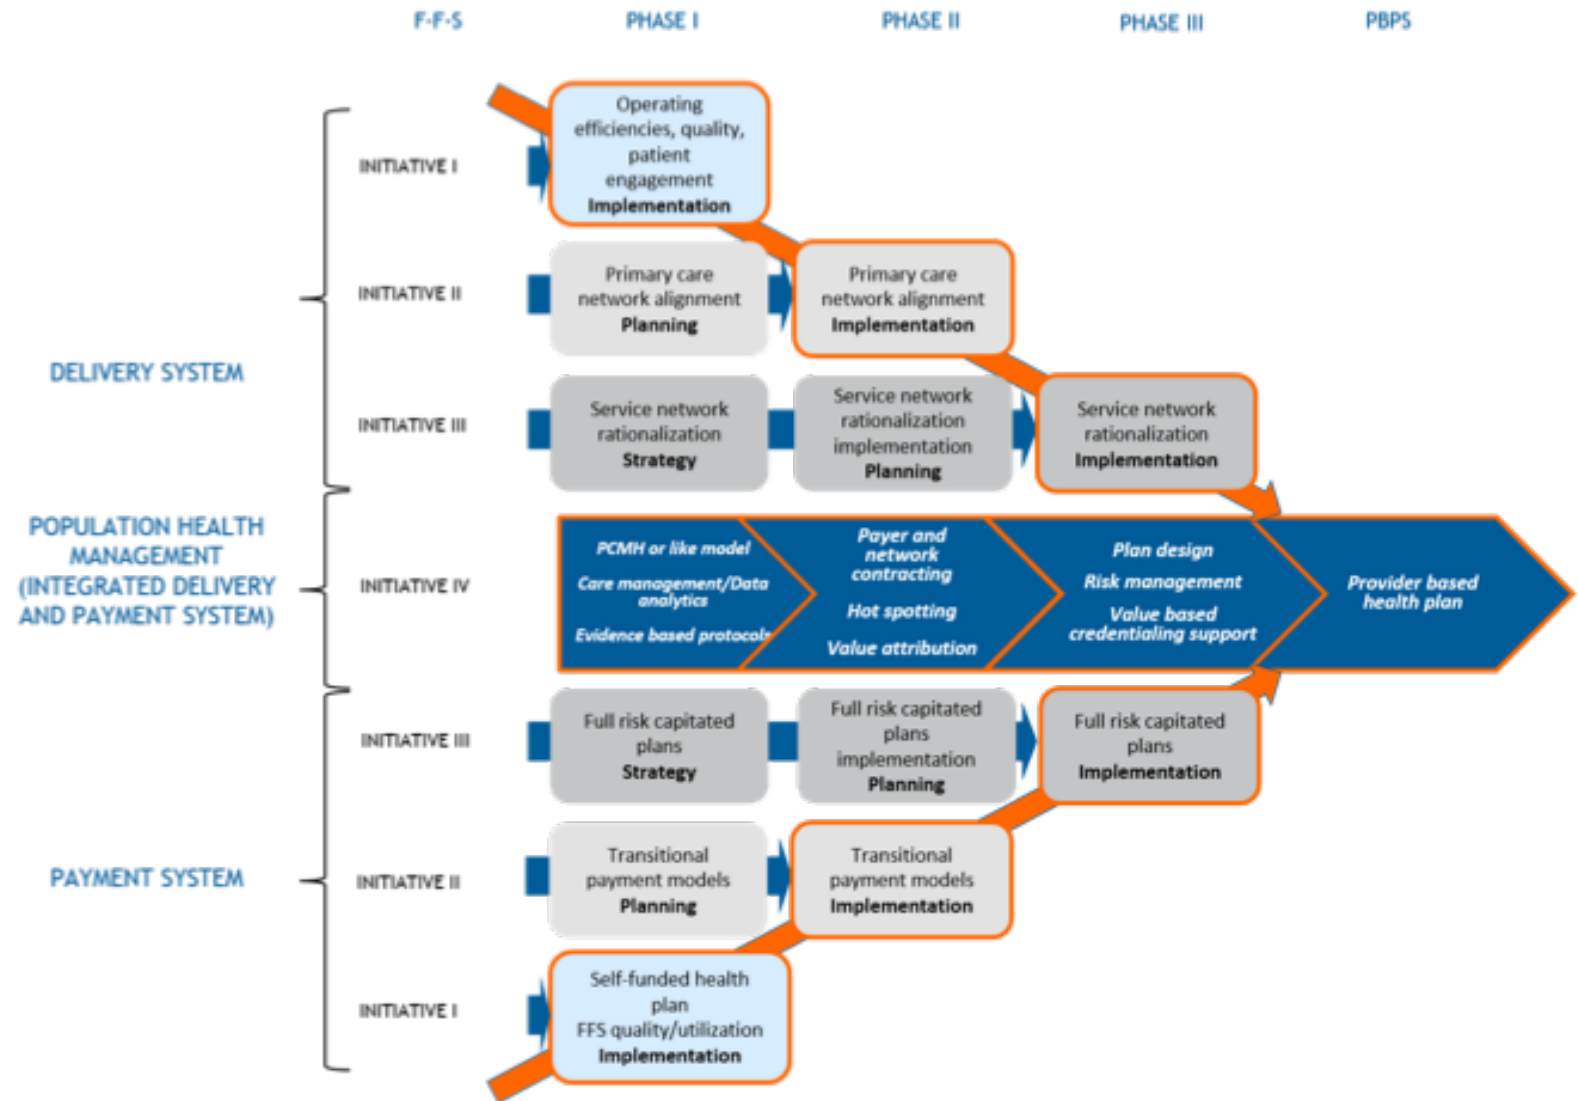 F-F-S PHASE I PHASE II PHASE III PBPS
INITIATIVE I
Operating
efficiencies, quality,
patient
engagement
Implementation
INITIATIVE II
Primary care
network alignment
Planning
Primary care
network alignment
Implementation
DELIVERY SYSTEM
INITIATIVE III
Service network
rationalization
Strategy
Service network
rationalization
implementation
Planning
Service network
rationalization
Implementation
POPULATION HEALTH
MANAGEMENT
(INTEGRATED DELIVERY
AND PAYMENT SYSTEM)
INITIATIVE IV
PCMH or like model
Care management/Data
analytics
Evidence based protocols
Payer and
network
contracting
Hot spotting
Value attribution
Plan design
Risk management
Value based
credentialing support
Provider based
health plan
INITIATIVE III
Full risk capitated
plans
Strategy
Full risk capitated
plans
implementation
Planning
Full risk capitated
plans
Implementation
PAYMENT SYSTEM
INITIATIVE II
Transitional
payment models
Planning
Transitional
payment models
Implementation
INITIATIVE I
Self-funded health
plan
FFS quality/utilization
Implementation